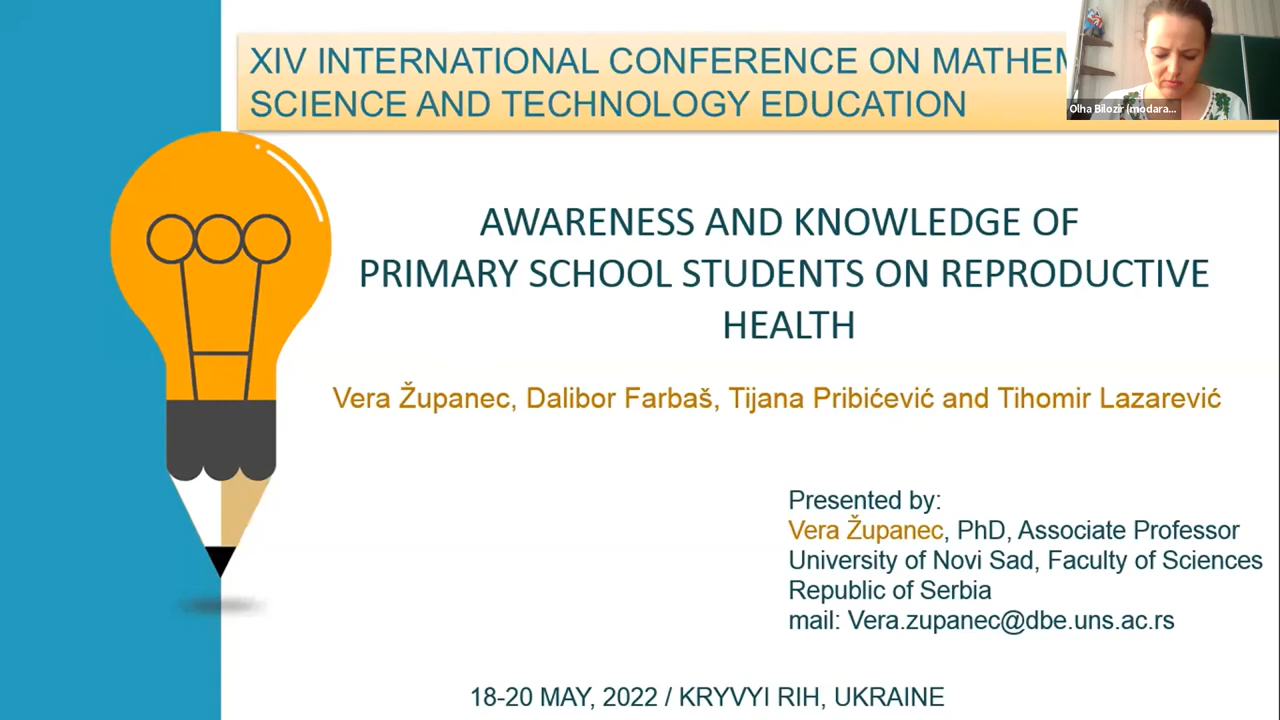 XIV INTERNATIONAL CONFERENCE ON MATHEM
SCIENCE AND TECHNOLOGY EDUCATION
Olha Bilozir (modara...
AWARENESS AND KNOWLEDGE OF
PRIMARY SCHOOL STUDENTS ON REPRODUCTIVE
HEALTH
Vera Županec, Dalibor Farbaš, Tijana Pribićević and Tihomir Lazarević
Presented by:
Vera Županec, PhD, Associate Professor
University of Novi Sad, Faculty of Sciences
Republic of Serbia
mail: Vera.zupanec@dbe.uns.ac.rs
18-20 MAY, 2022 / KRYVYI RIH, UKRAINE